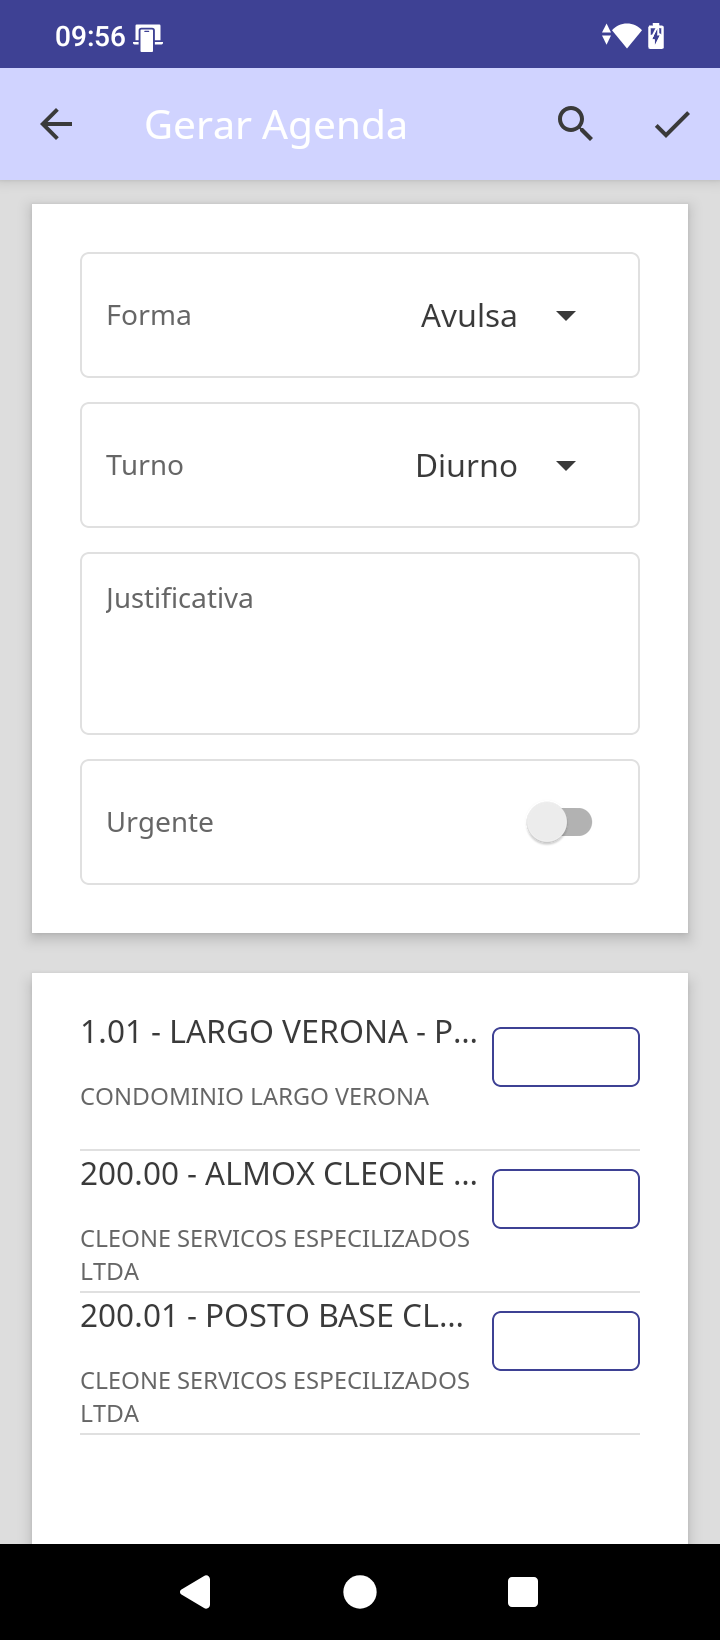 09:56
Gerar Agenda
Forma Avulsa
Turno Diurno
Justificativa
Urgente
1.01 - LARGO VERONA - P...
CONDOMINIO LARGO VERONA
200.00 - ALMOX CLEONE ...
CLEONE SERVICOS ESPECILIZADOS
LTDA
200.01 - POSTO BASE CL...
CLEONE SERVICOS ESPECILIZADOS
LTDA